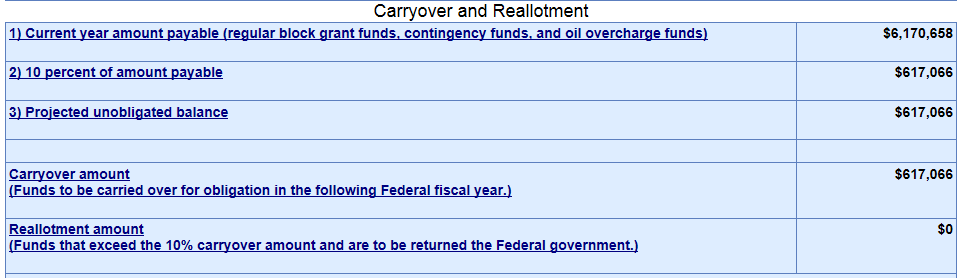 Carryover and Reallotment
1) Current year amount payable (regular block grant funds, contingency funds, and oil overcharge funds) $6,170,658
2) 10 percent of amount payable $617,066
3) Projected unobligated balance $617,066
Carryover amount $617,066
(Funds to be carried over for obligation in the following Federal fiscal year.)
Reallotment amount $0
(Funds that exceed the 10% carryover amount and are to be returned the Federal government.)